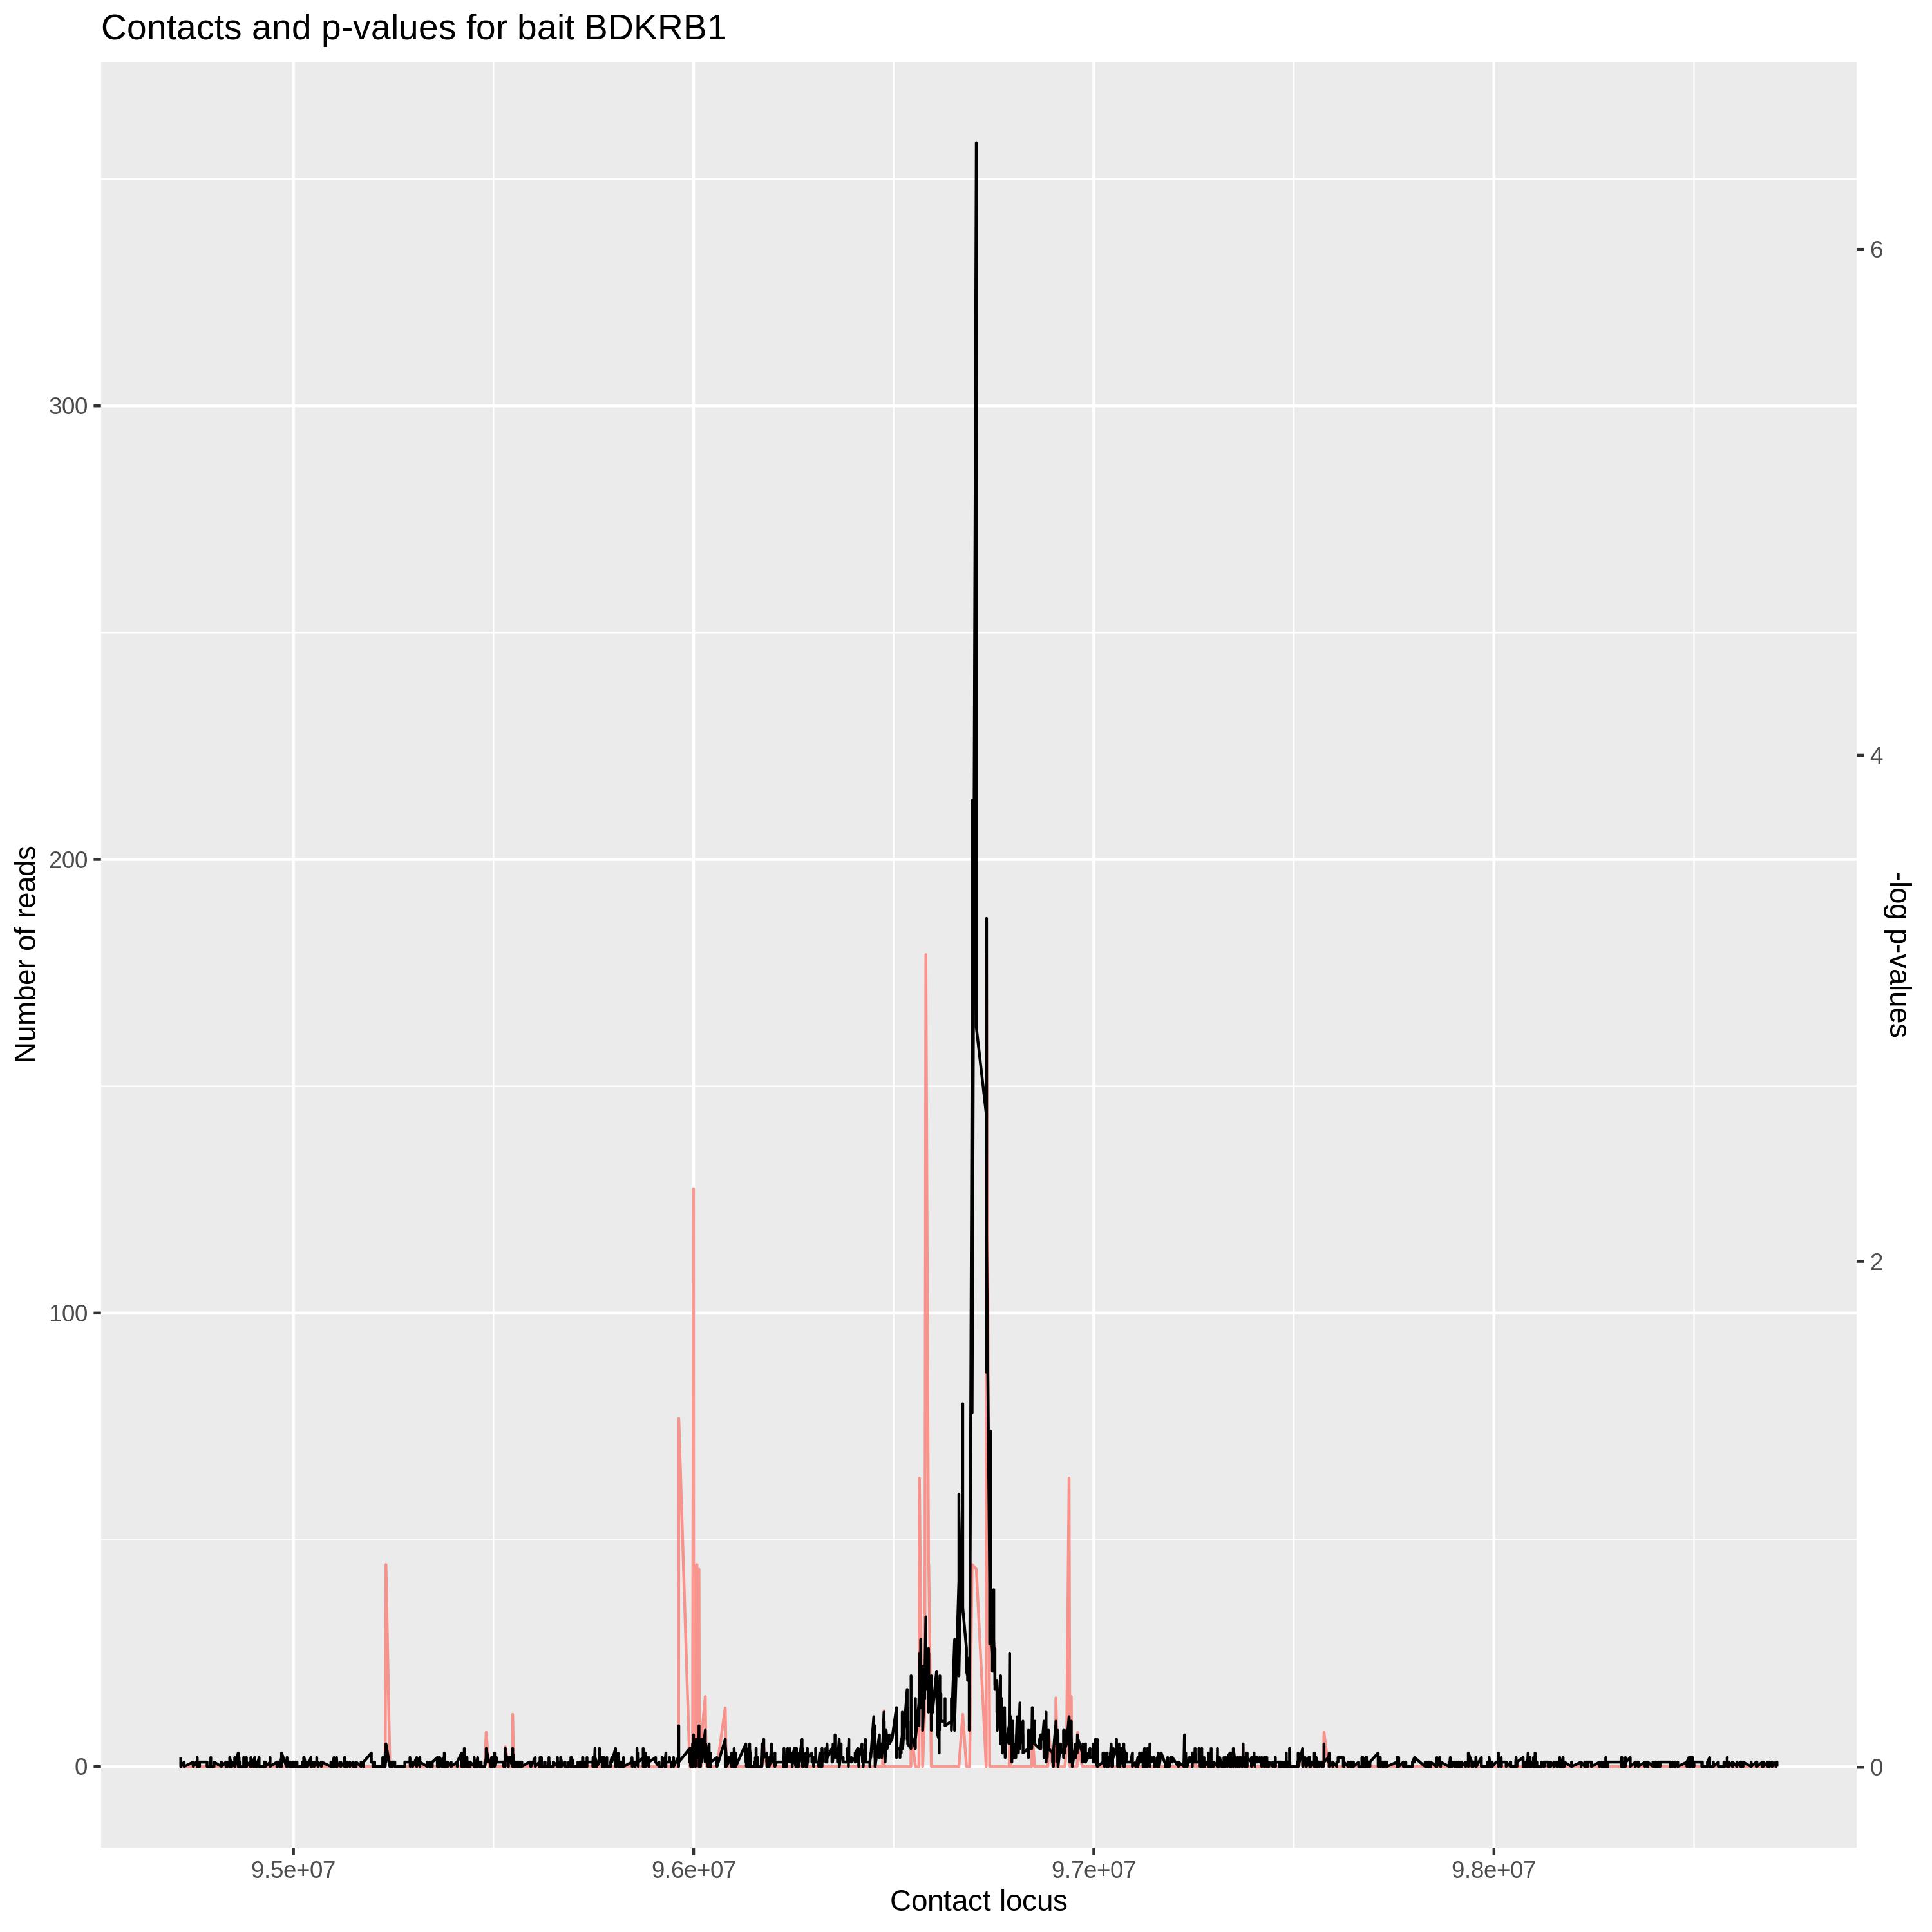 Contacts and p-values for bait BDKRB1
Number of reads
300
200
100
0
6
4
2
0
-log p-values
9.5e+07
9.6e+07
9.7e+07
9.8e+07
Contact locus